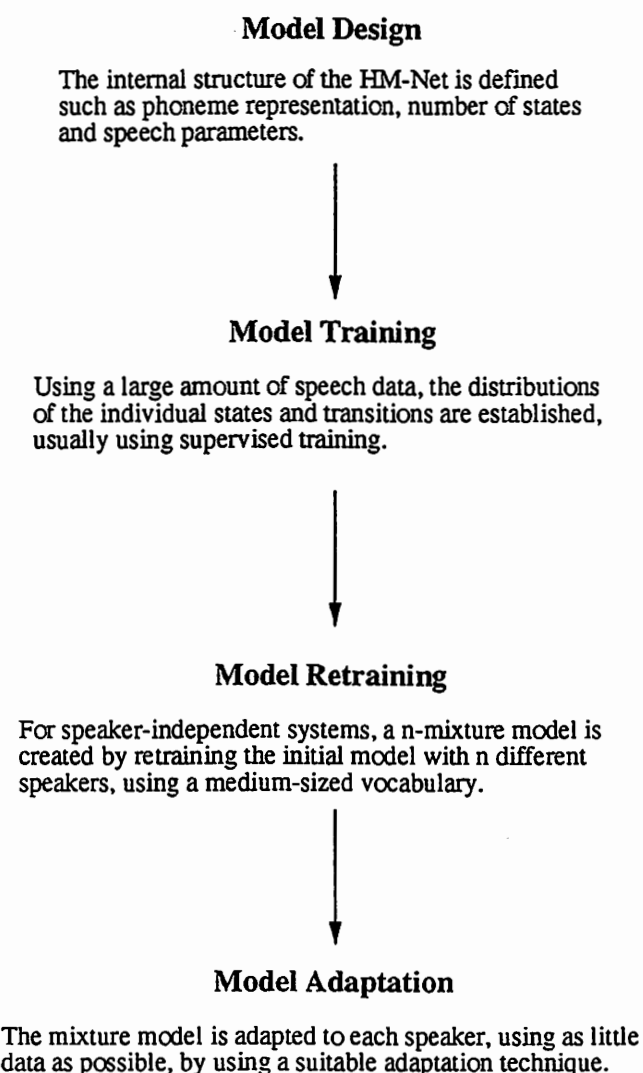 Model Design
The internal structure of the HM-Net is defined
such as phoneme representation, number of states
and speech parameters.
Model Training
Using a large amount of speech data, the distributions
of the individual states and transitions are established,
usually using supervised training.
Model Retraining
For speaker-independent systems, a n-mixture model is
created by retraining the initial model with n different
speakers, using a medium-sized vocabulary.
Model Adaptation
The mixture model is adapted to each speaker, using as little
data as possible, by using a suitable adaptation technique.